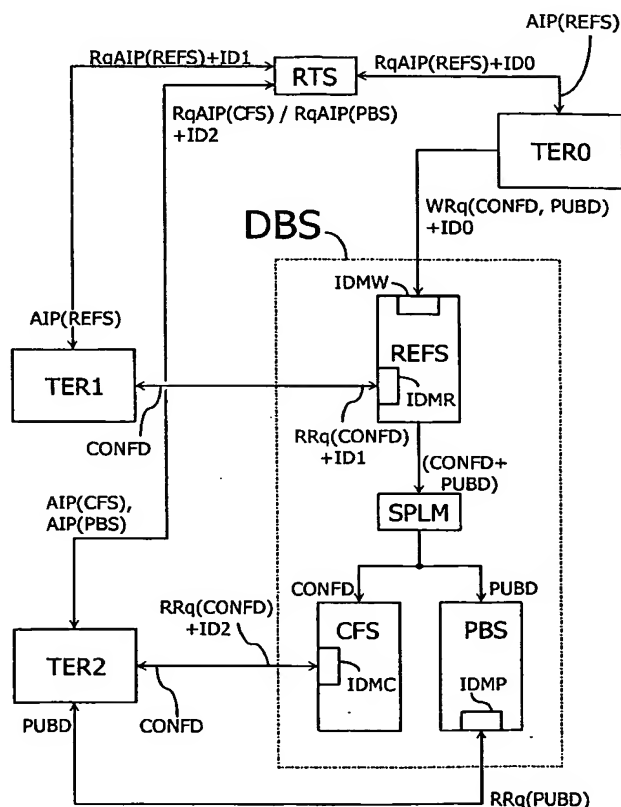 AIP(REFS)
RqAIP(REFS)+ID1
RTS
RqAIP(REFS)+ID0
RqAIP(CFS) / RqAIP(PBS)
+ID2
TER0
WRq(CONFD, PUBD)
+ID0
DBS
IDMW
REFS
AIP(REFS)
TER1
IDMR
CONFD
RRq(CONFD)
+ID1
(CONFD+
PUBD)
AIP(CFS),
AIP(PBS)
SPLM
CONFD
PUBD
RRq(CONFD)
+ID2
CFS
PBS
TER2
IDMC
IDMP
PUBD
CONFD
RRq(PUBD)